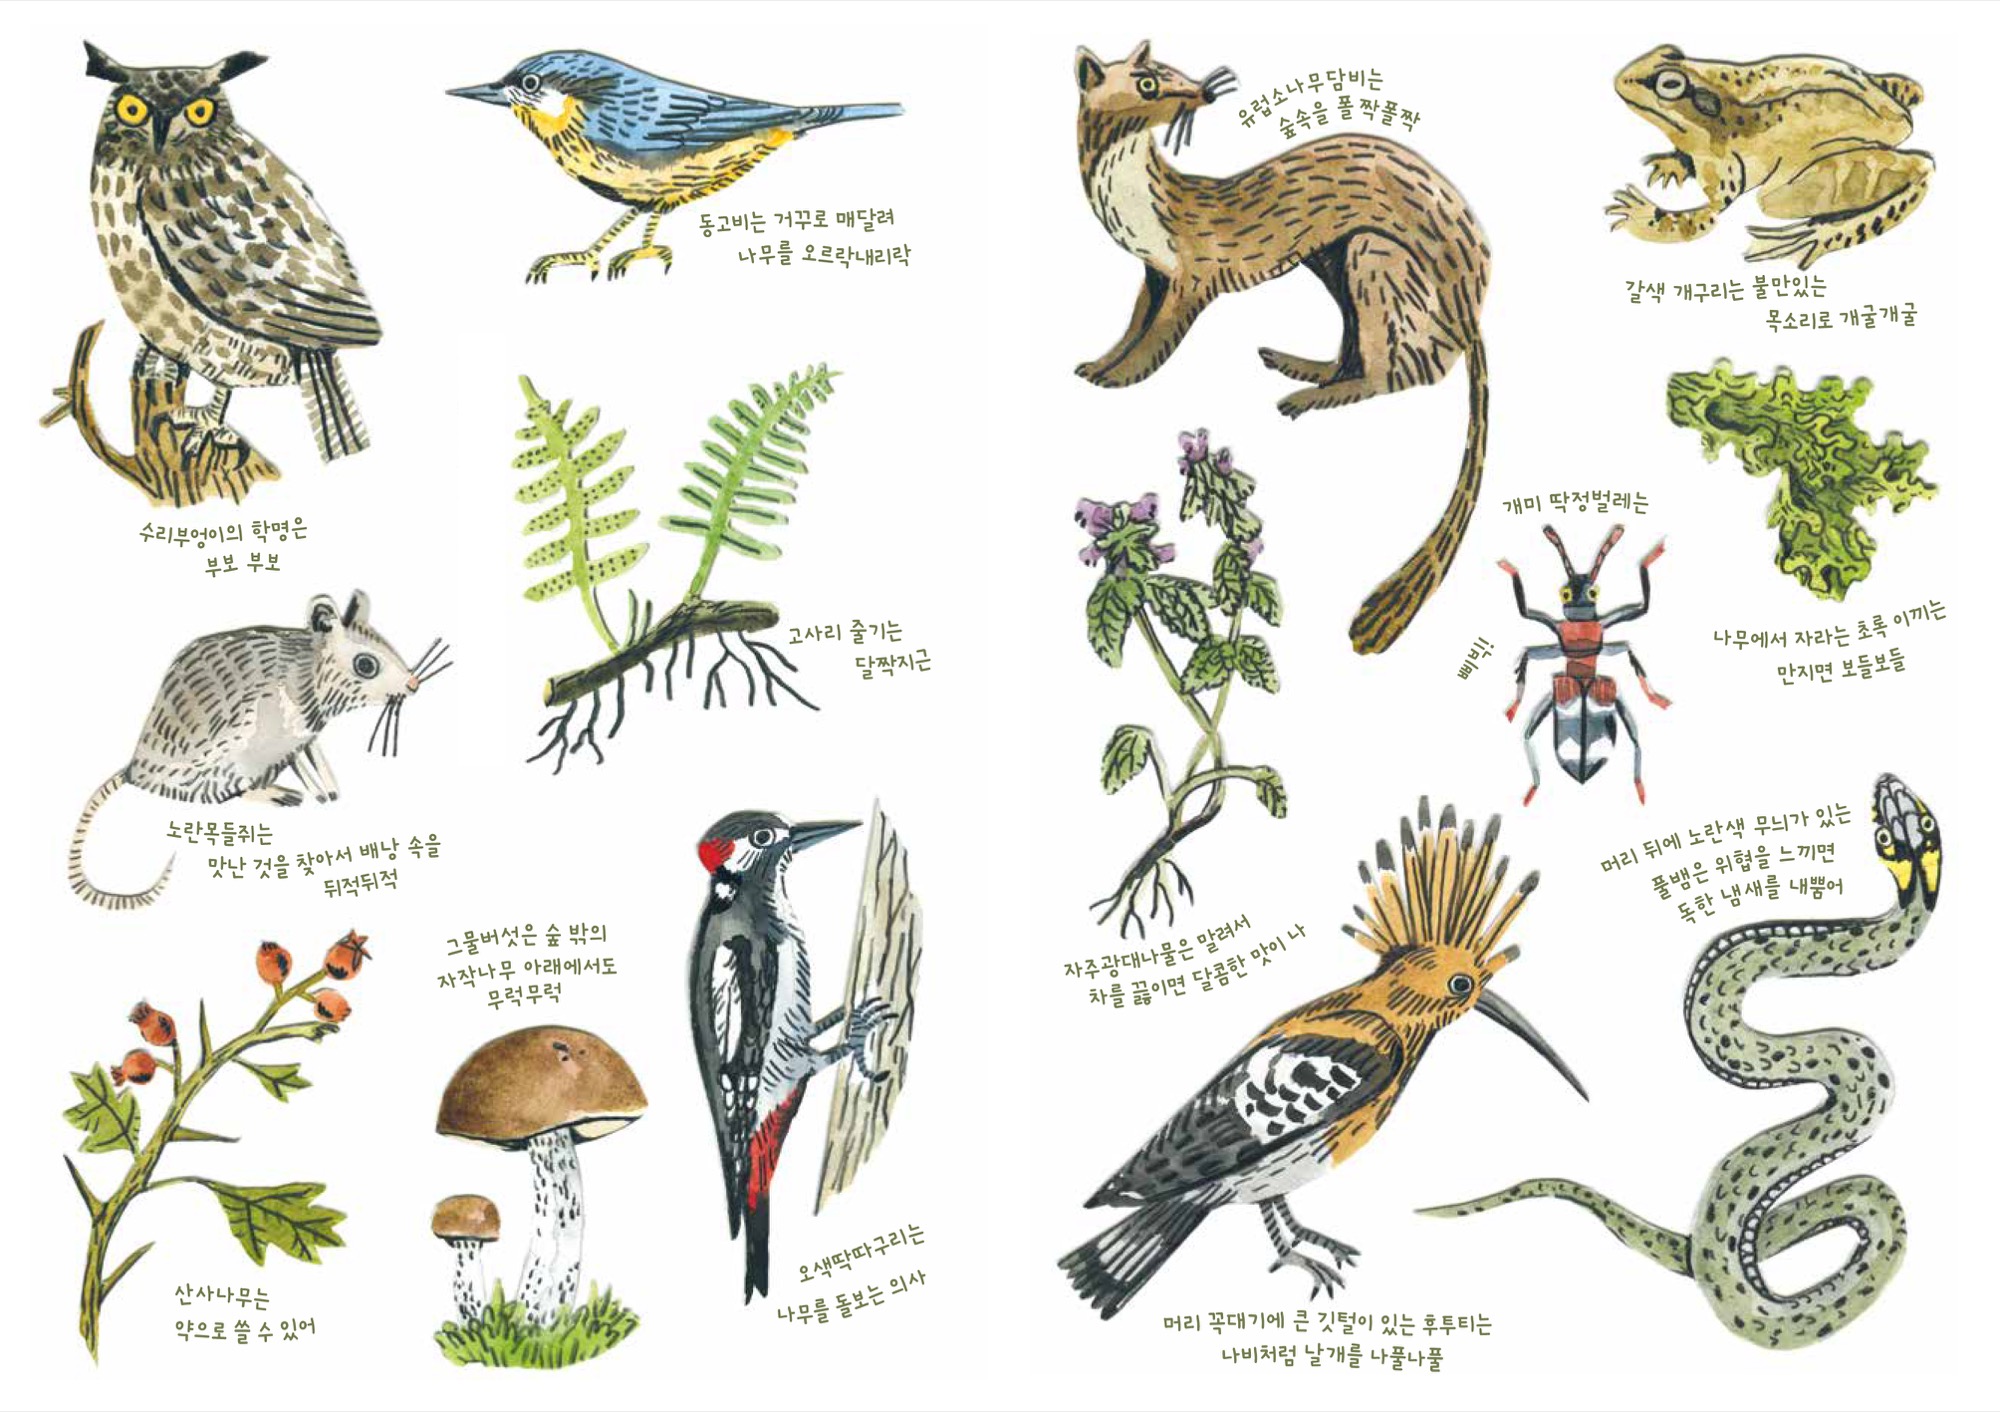 수리부엉이의 학명은
부보 부보
동고비는 거꾸로 매달려
나무를 오르락내리락
고사리 줄기는
달짝지근
노란목들쥐는
맛난 것을 찾아서 배낭 속을
뒤적뒤적
산사나무는
약으로 쓸 수 있어
그물버섯은 숲 밖의
자작나무 아래에서도
무럭무럭
오색딱따구리는
나무를 돌보는 의사
유럽소나무담비는
숲속을 폴짝폴짝
갈색 개구리는 불만있는
목소리로 개굴개굴
개미 딱정벌레는
삐빅!
나무에서 자라는 초록 이끼는
만지면 보들보들
자주광대나물은 말려서
차를 끓이면 달콤한 맛이 나
머리 뒤에 노란색 무늬가 있는
풀뱀은 위협을 느끼면
독한 냄새를 내뿜어
머리 꼭대기에 큰 깃털이 있는 후투티는
나비처럼 날개를 나풀나풀